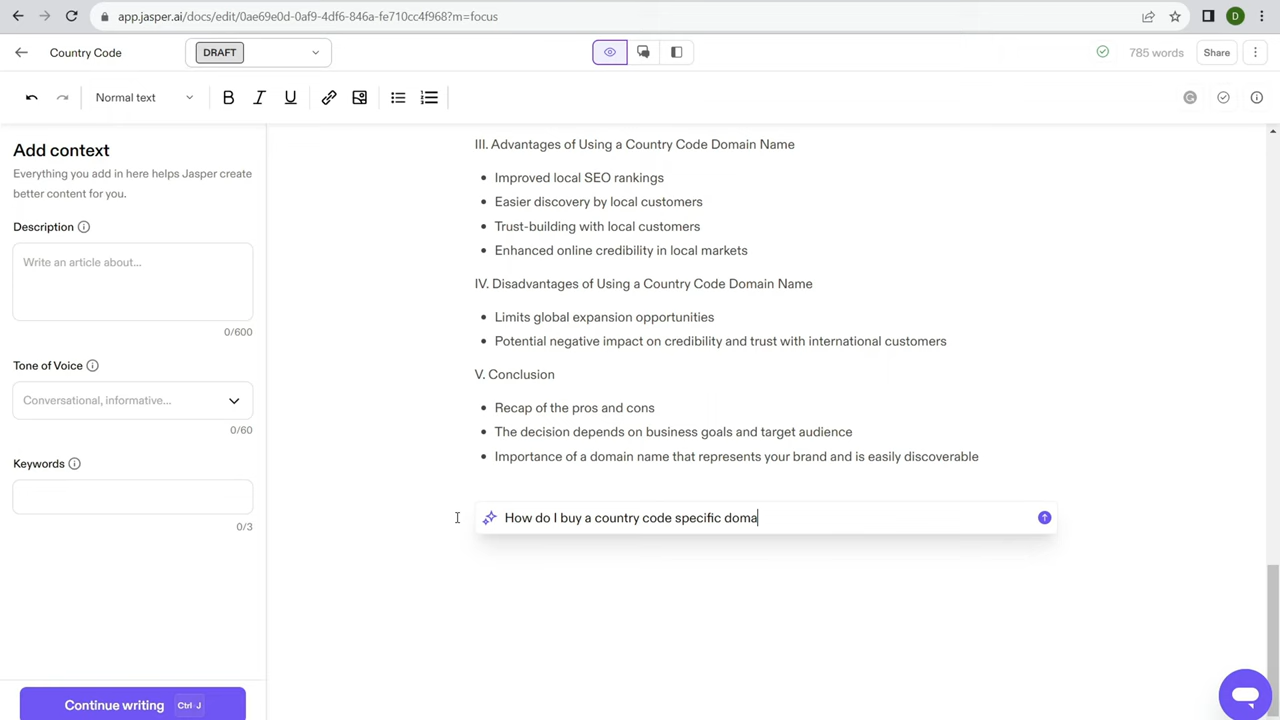 app.jasper.ai/docs/edit/0ae69e0d-0af9-4df6-846a-fe710cc4f968?m=focus
D
Country Code
DRAFT
785 words
Share
Normal text
B I U
Add context
Everything you add in here helps Jasper create
better content for you.
Description
Write an article about...
0/600
Tone of Voice
Conversational, informative...
0/60
Keywords
0/3
Continue writing Ctrl J
III. Advantages of Using a Country Code Domain Name
• Improved local SEO rankings
• Easier discovery by local customers
• Trust-building with local customers
• Enhanced online credibility in local markets
IV. Disadvantages of Using a Country Code Domain Name
• Limits global expansion opportunities
• Potential negative impact on credibility and trust with international customers
V. Conclusion
• Recap of the pros and cons
• The decision depends on business goals and target audience
• Importance of a domain name that represents your brand and is easily discoverable
How do I buy a country code specific doma